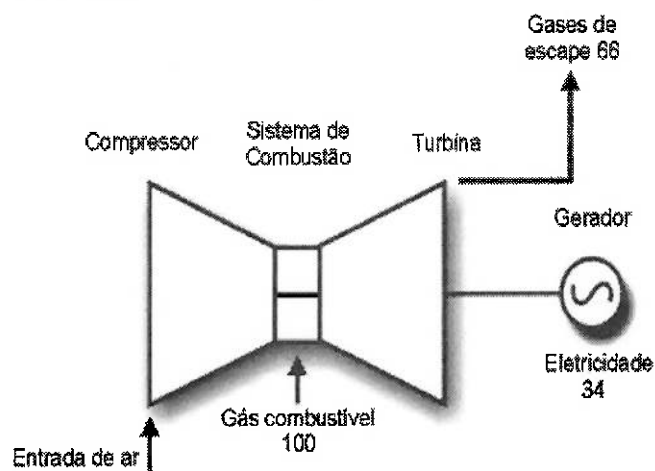 Gases de
escape 66
Compressor
Sistema de
Combustão
Turbina
Gerador
Eletricidade
34
Gás combustível
100
Entrada de ar